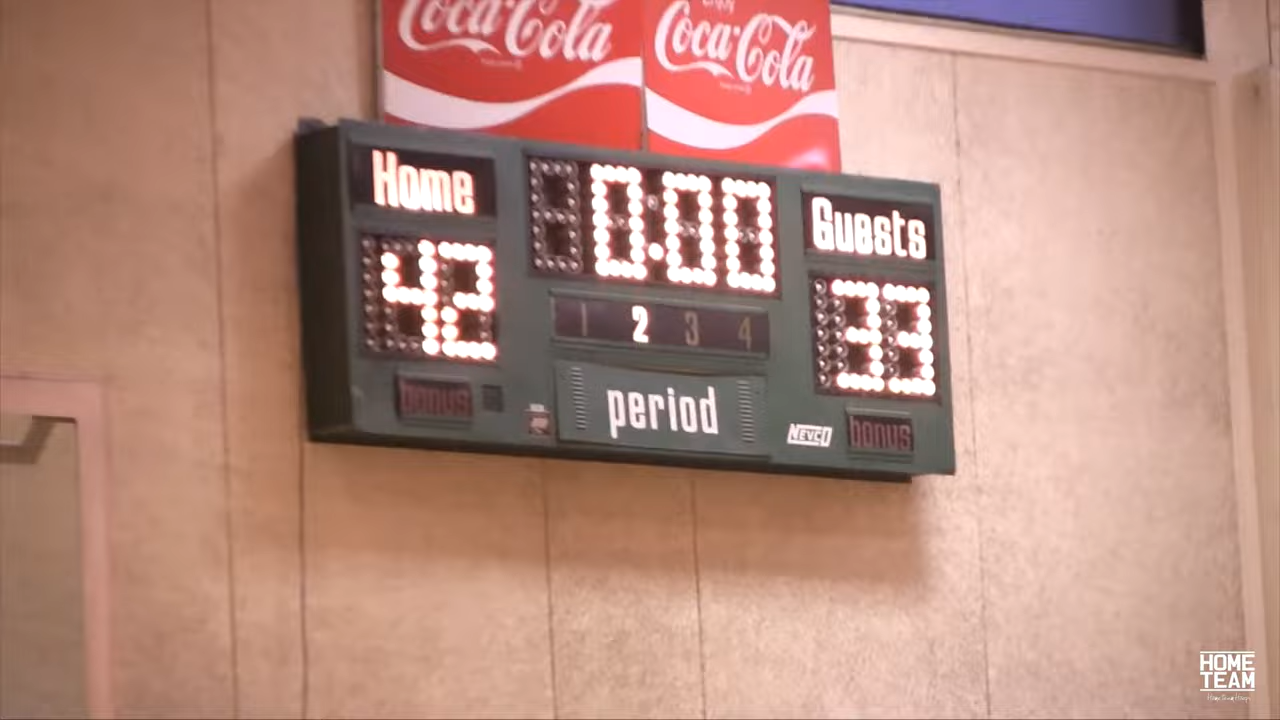 Coca-Cola
Enjoy
Coca-Cola
Home
0:00
Guests
42
33
1 2 3 4
period
bonus
NEVCO
bonus
HOME
TEAM